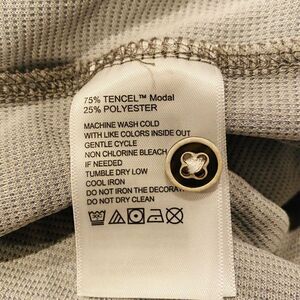 75% TENCEL™ Modal
25% POLYESTER
MACHINE WASH COLD
WITH LIKE COLORS INSIDE OUT
GENTLE CYCLE
NON CHLORINE BLEACH
IF NEEDED
TUMBLE DRY LOW
COOL IRON
DO NOT IRON THE DECORA
DO NOT DRY CLEAN